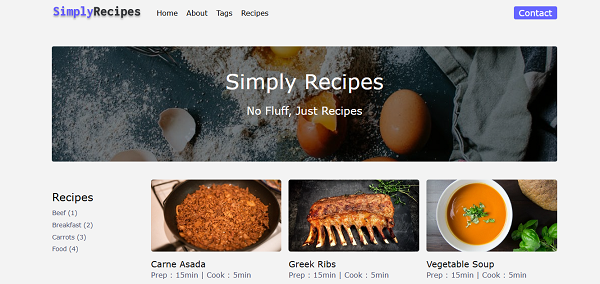 SimplyRecipes Home About Tags Recipes Contact
Simply Recipes
No Fluff, Just Recipes
Recipes
Beef (1)
Breakfast (2)
Carrots (3)
Food (4)
Carne Asada
Prep : 15min | Cook : 5min
Greek Ribs
Prep : 15min | Cook : 5min
Vegetable Soup
Prep : 15min | Cook : 5min